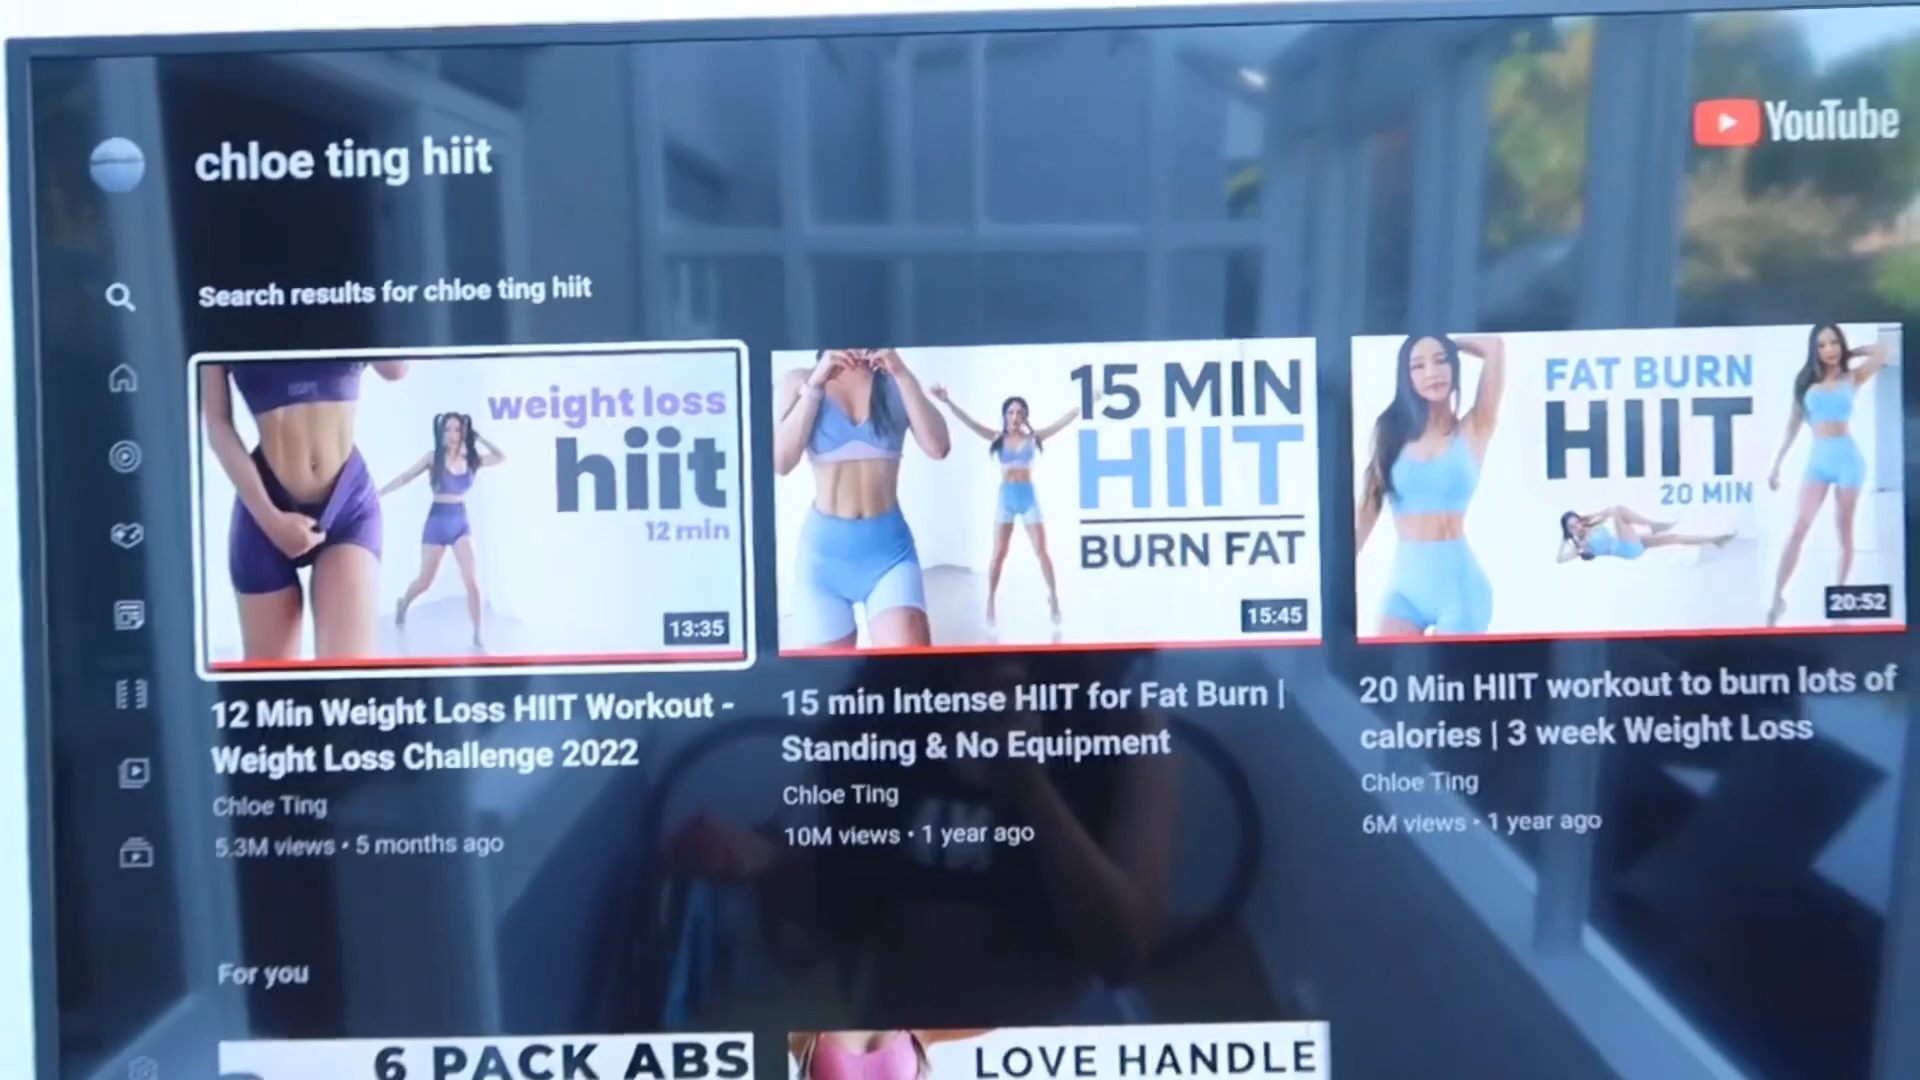 YouTube
chloe ting hiit
Search results for chloe ting hiit
weight loss
hiit
12 min
13:35
12 Min Weight Loss HIIT Workout -
Weight Loss Challenge 2022
Chloe Ting
5.3M views • 5 months ago
15 MIN
HIIT
BURN FAT
15:45
15 min Intense HIIT for Fat Burn |
Standing & No Equipment
Chloe Ting
10M views • 1 year ago
FAT BURN
HIIT
20 MIN
20:52
20 Min HIIT workout to burn lots of
calories | 3 week Weight Loss
Chloe Ting
6M views • 1 year ago
For you
6 PACK ABS
LOVE HANDLE